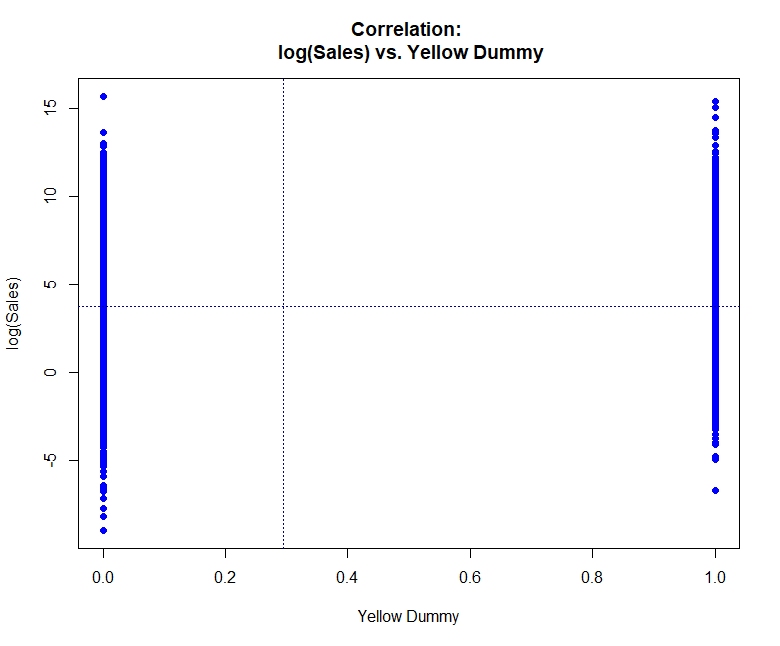 Correlation:
log(Sales) vs. Yellow Dummy
15
10
5
0
-5
log(Sales)
0.0 0.2 0.4 0.6 0.8 1.0
Yellow Dummy